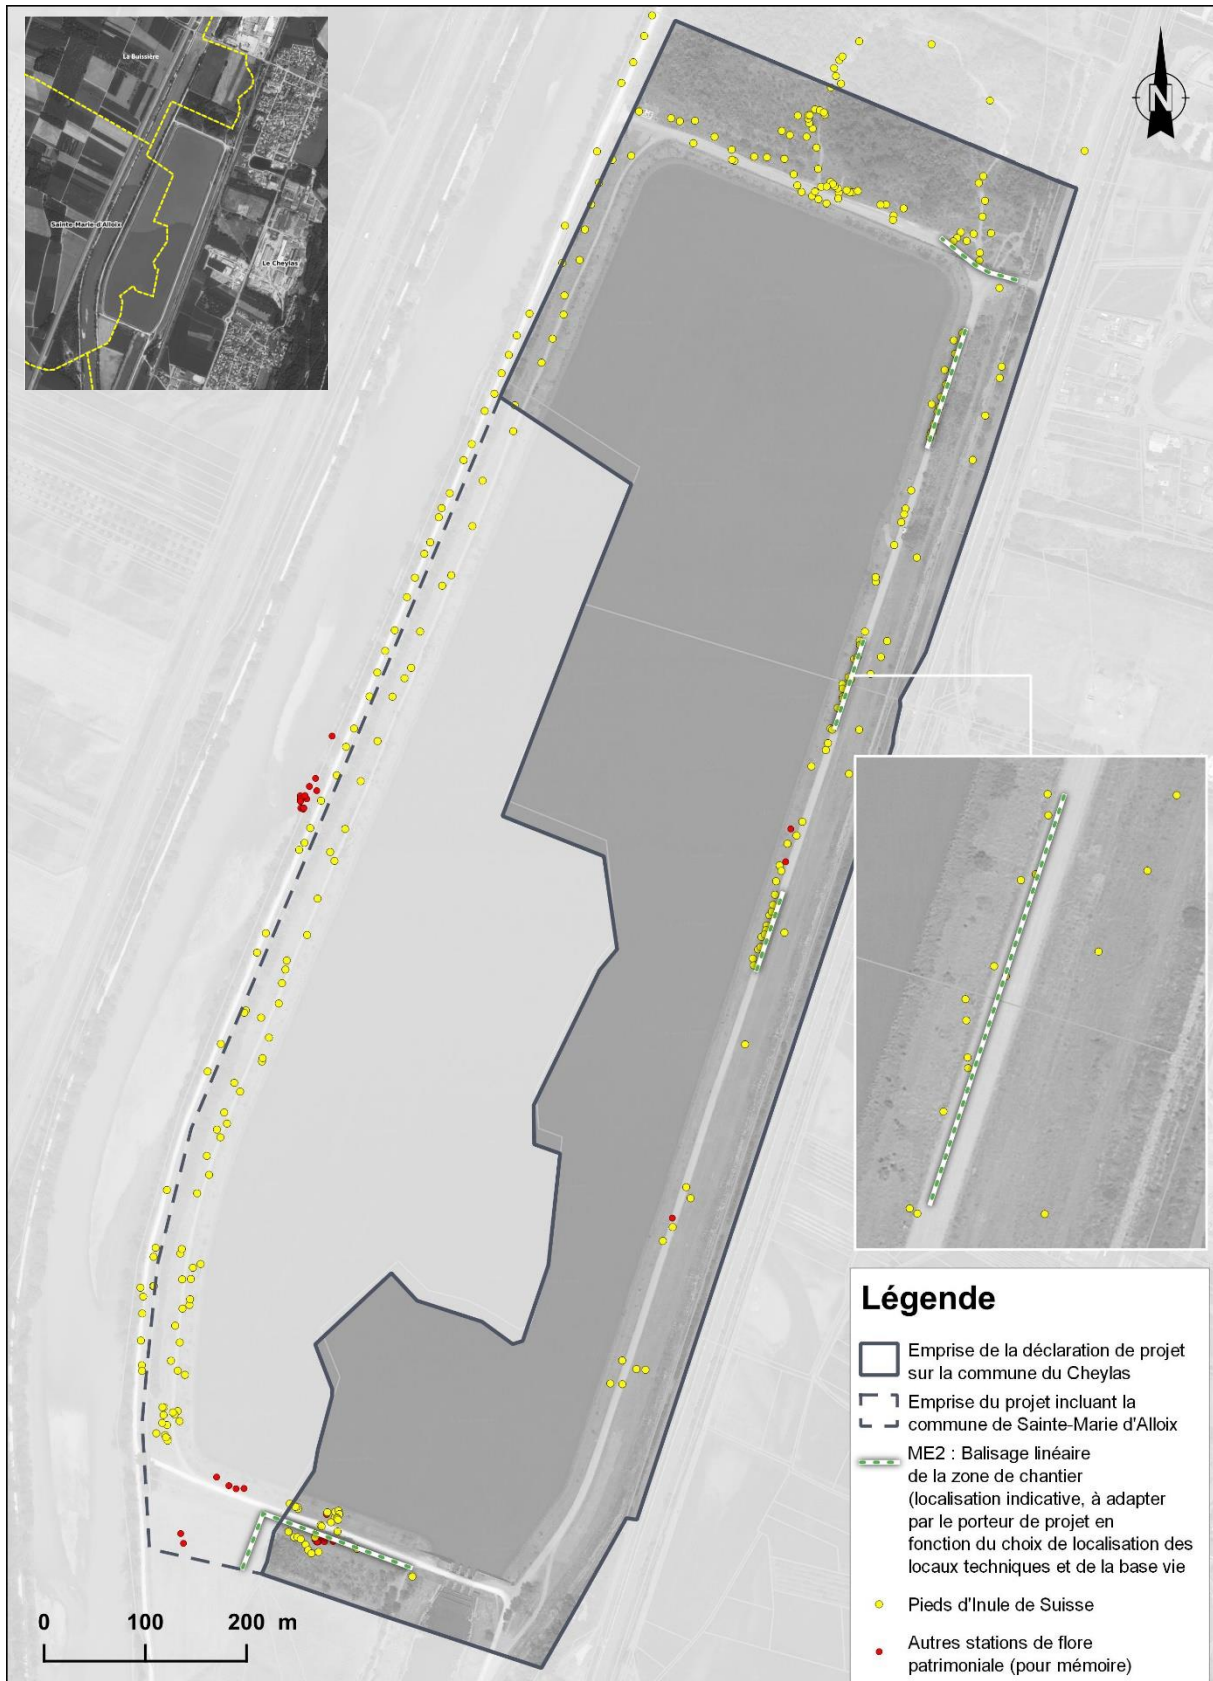 La Buissière
Sainte-Marie-d'Alloix
Le Cheylas
N
Légende
Emprise de la déclaration de projet
sur la commune du Cheylas
Emprise du projet incluant la
commune de Sainte-Marie d'Alloix
ME2 : Balisage linéaire
de la zone de chantier
(localisation indicative, à adapter
par le porteur de projet en
fonction du choix de localisation des
locaux techniques et de la base vie
Pieds d'Inule de Suisse
Autres stations de flore
patrimoniale (pour mémoire)
0 100 200 m